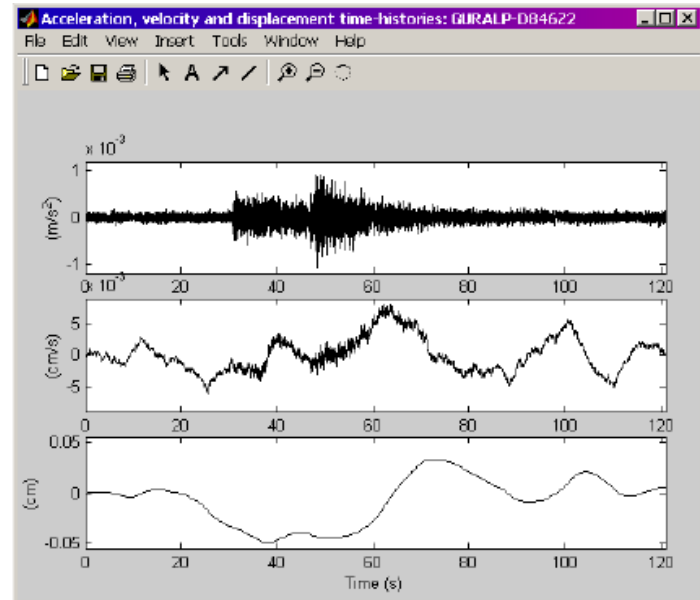 Acceleration, velocity and displacement time-histories: GURALP-D84622
File Edit View Insert Tools Window Help
A
x 10^-3
1
0
-1
(m/s²)
0 20 40 60 80 100 120
x 10^-3
5
0
-5
(cm/s)
0 20 40 60 80 100 120
0.05
0
-0.05
(cm)
0 20 40 60 80 100 120
Time (s)